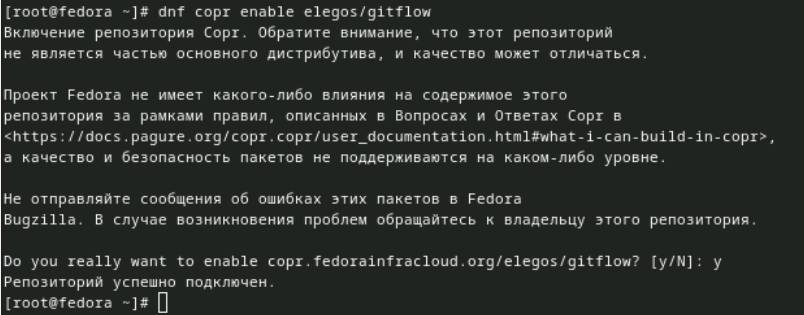 [root@fedora ~]# dnf copr enable elegos/gitflow
Включение репозитория Copr. Обратите внимание, что этот репозиторий
не является частью основного дистрибутива, и качество может отличаться.
Проект Fedora не имеет какого-либо влияния на содержимое этого
репозитория за рамками правил, описанных в Вопросах и Ответах Copr в
<https://docs.pagure.org/copr.copr/user_documentation.html#what-i-can-build-in-copr>,
а качество и безопасность пакетов не поддерживаются на каком-либо уровне.
Не отправляйте сообщения об ошибках этих пакетов в Fedora
Bugzilla. В случае возникновения проблем обращайтесь к владельцу этого репозитория.
Do you really want to enable copr.fedorainfracloud.org/elegos/gitflow? [y/N]: y
Репозиторий успешно подключен.
[root@fedora ~]#